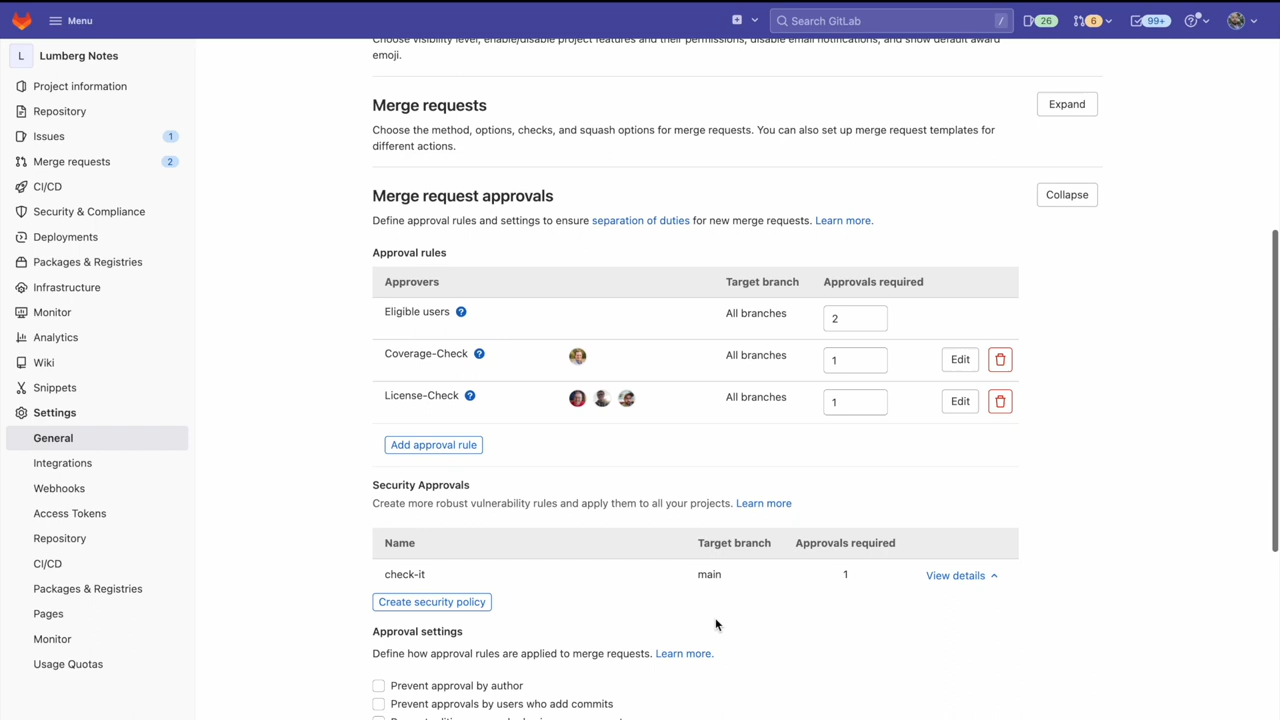 Menu
Search GitLab
/
26
6
99+
L
Lumberg Notes
Project information
Repository
Issues
1
Merge requests
2
CI/CD
Security & Compliance
Deployments
Packages & Registries
Infrastructure
Monitor
Analytics
Wiki
Snippets
Settings
General
Integrations
Webhooks
Access Tokens
Repository
CI/CD
Packages & Registries
Pages
Monitor
Usage Quotas
Choose visibility level, enable/disable project features and their permissions, disable email notifications, and show default award
emoji.
Merge requests
Expand
Choose the method, options, checks, and squash options for merge requests. You can also set up merge request templates for
different actions.
Merge request approvals
Collapse
Define approval rules and settings to ensure separation of duties for new merge requests. Learn more.
Approval rules
Approvers Target branch Approvals required
Eligible users ? All branches 2
Coverage-Check ? All branches 1 Edit
License-Check ? All branches 1 Edit
Add approval rule
Security Approvals
Create more robust vulnerability rules and apply them to all your projects. Learn more
Name Target branch Approvals required
check-it main 1 View details
Create security policy
Approval settings
Define how approval rules are applied to merge requests. Learn more.
Prevent approval by author
Prevent approvals by users who add commits